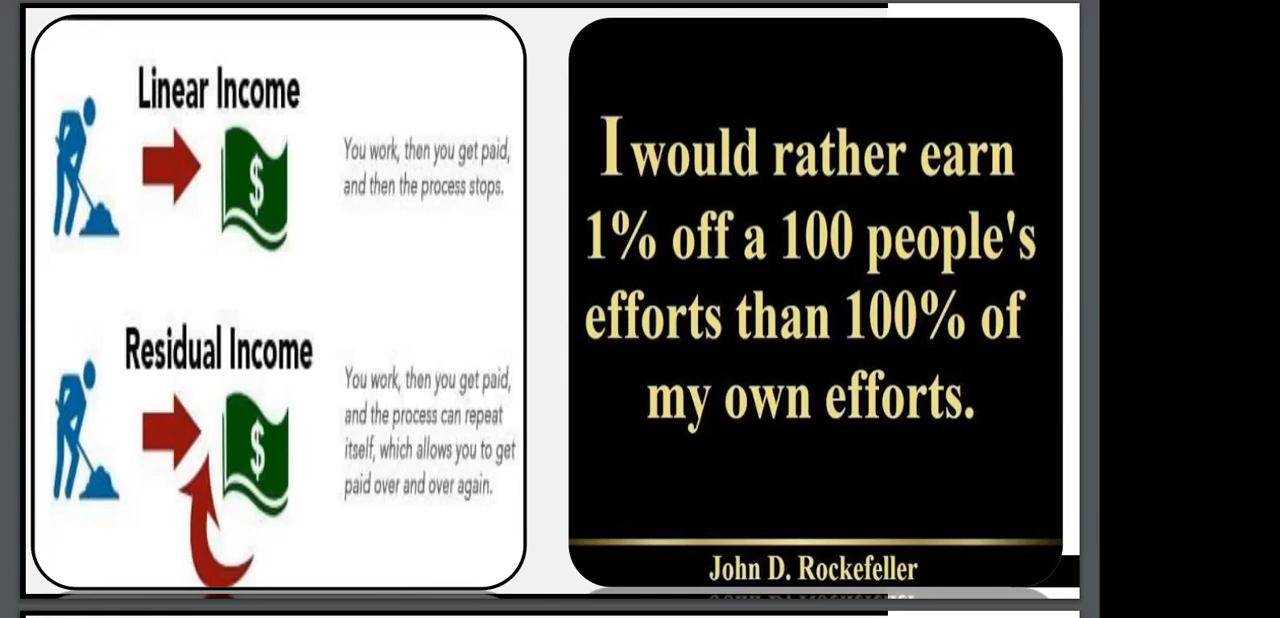 Linear Income
$
You work, then you get paid,
and then the process stops.
Residual Income
$
You work, then you get paid,
and the process can repeat
itself, which allows you to get
paid over and over again.
I would rather earn
1% off a 100 people's
efforts than 100% of
my own efforts.
John D. Rockefeller